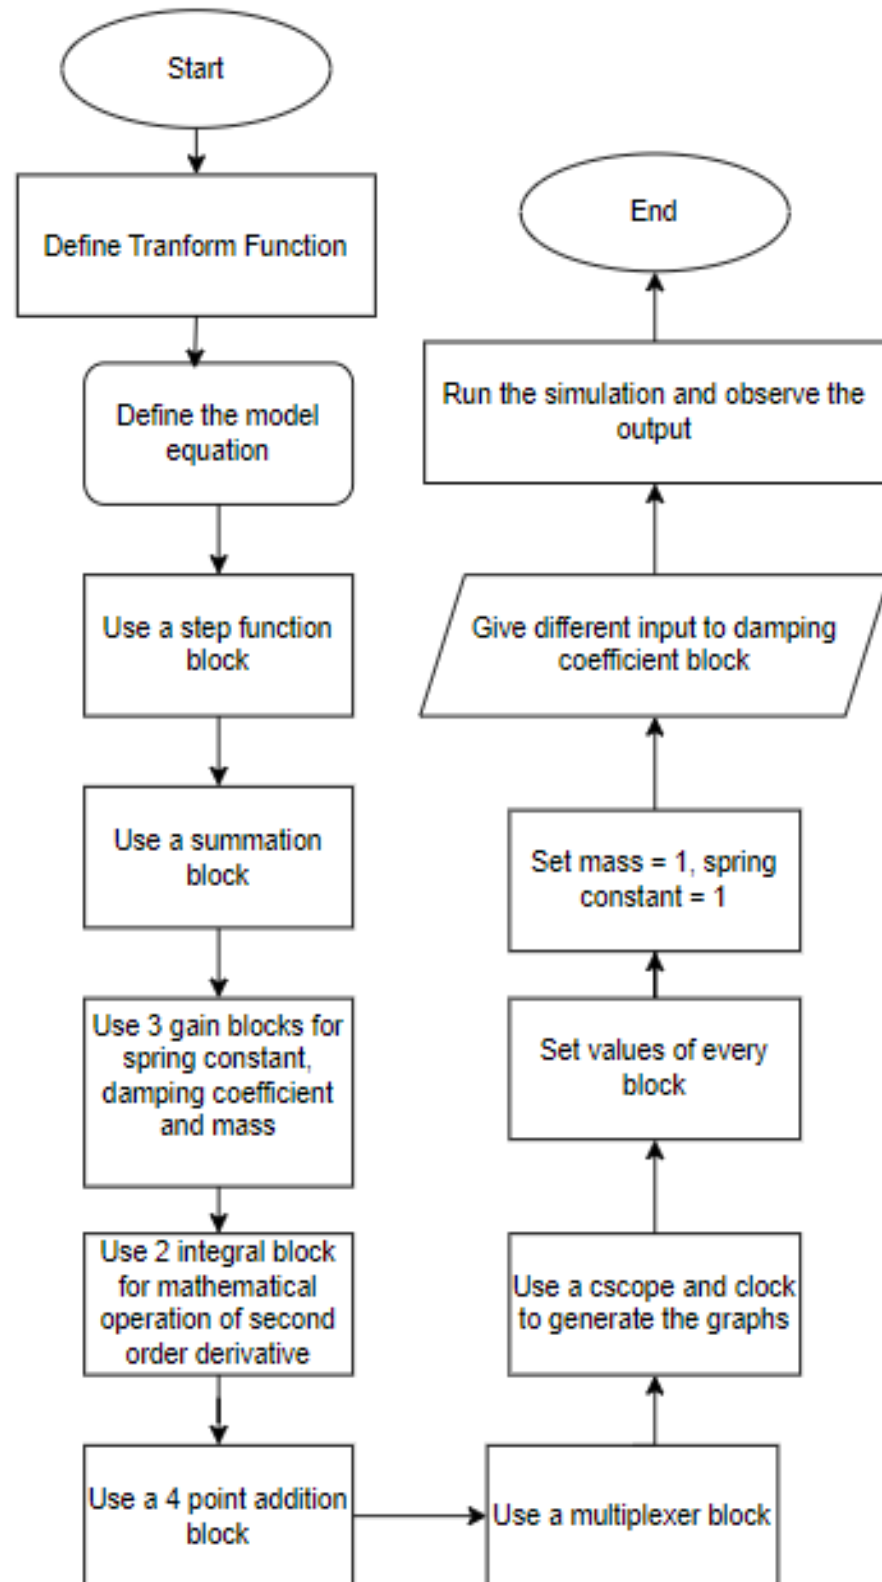 Start
Define Tranform Function
Define the model
equation
Use a step function
block
Use a summation
block
Use 3 gain blocks for
spring constant,
damping coefficient
and mass
Use 2 integral block
for mathematical
operation of second
order derivative
Use a 4 point addition
block
Use a multiplexer block
Use a cscope and clock
to generate the graphs
Set values of every
block
Set mass = 1, spring
constant = 1
Give different input to damping
coefficient block
Run the simulation and observe the
output
End